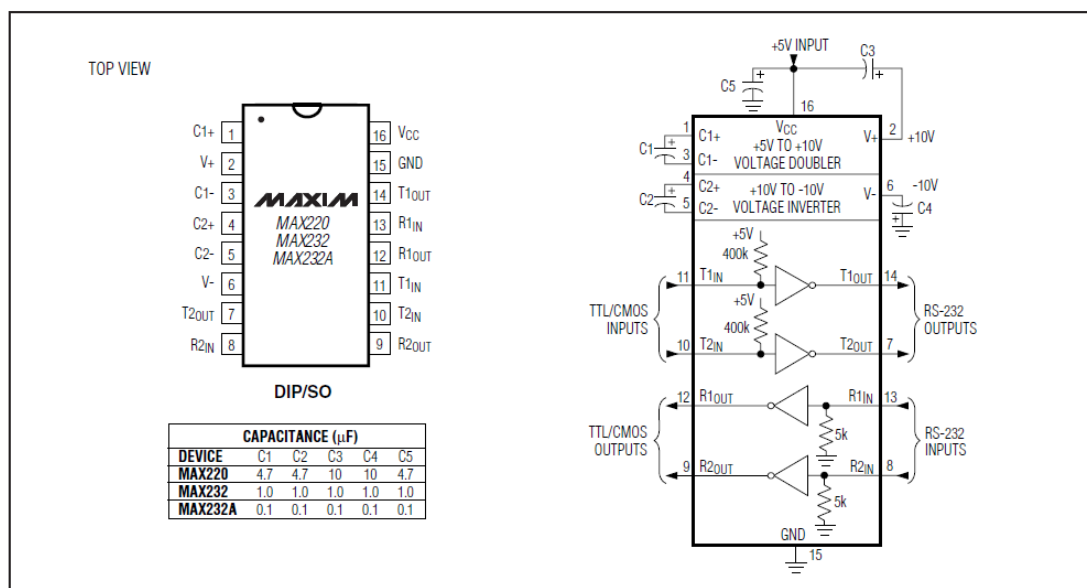 TOP VIEW
C1+ 1
V+ 2
C1- 3
C2+ 4
C2- 5
V- 6
T2OUT 7
R2IN 8
MAXIM
MAX220
MAX232
MAX232A
16 VCC
15 GND
14 T1OUT
13 R1IN
12 R1OUT
11 T1IN
10 T2IN
9 R2OUT
DIP/SO
CAPACITANCE (μF)
DEVICE C1 C2 C3 C4 C5
MAX220 4.7 4.7 10 10 4.7
MAX232 1.0 1.0 1.0 1.0 1.0
MAX232A 0.1 0.1 0.1 0.1 0.1
+5V INPUT
C3
+
C5 +
+
16
VCC
1 C1+
C1 +
3 C1-
+5V TO +10V
VOLTAGE DOUBLER
V+ 2 +10V
4 C2+
C2 +
5 C2-
+10V TO -10V
VOLTAGE INVERTER
V- 6 -10V
C4
+
+5V
400k
11 T1IN
T1OUT 14
TTL/CMOS
INPUTS
+5V
400k
RS-232
OUTPUTS
10 T2IN
T2OUT 7
12 R1OUT
R1IN 13
TTL/CMOS
OUTPUTS
5k
RS-232
INPUTS
9 R2OUT
R2IN 8
5k
GND
15